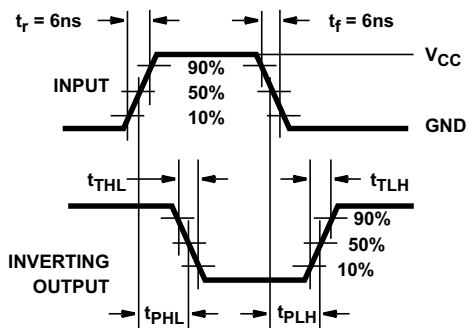 tr = 6ns
tf = 6ns
VCC
90%
INPUT
50%
10%
GND
tTHL
tTLH
90%
50%
INVERTING
OUTPUT
10%
tPHL
tPLH